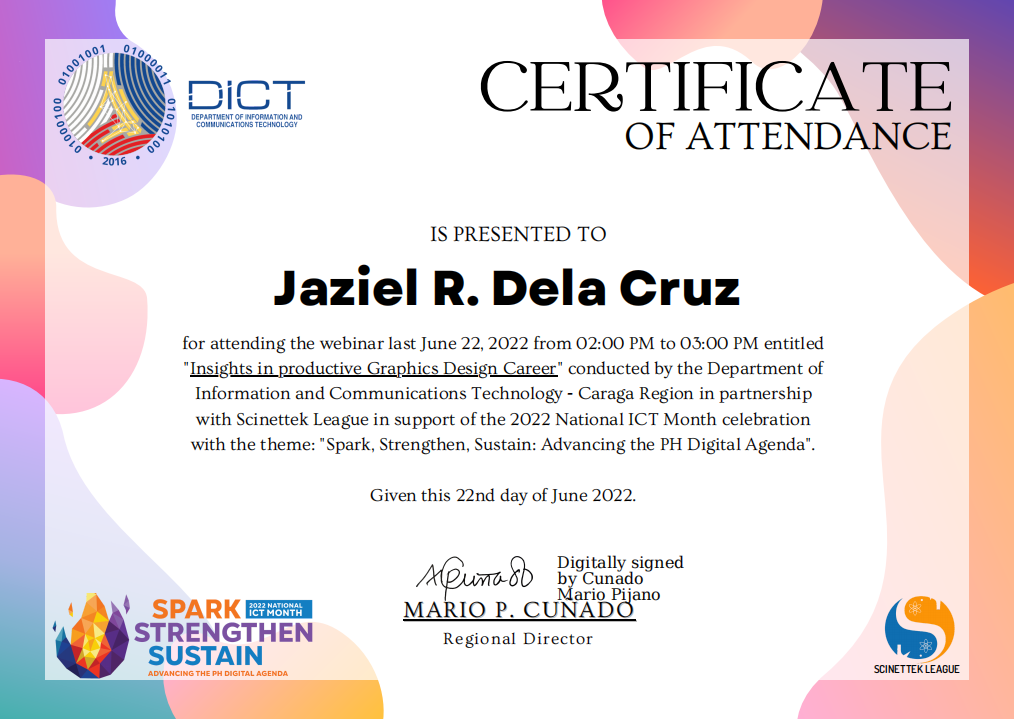 01000100 01001001 01000011 01010100
2016
DICT
DEPARTMENT OF INFORMATION AND
COMMUNICATIONS TECHNOLOGY
CERTIFICATE
OF ATTENDANCE
IS PRESENTED TO
Jaziel R. Dela Cruz
for attending the webinar last June 22, 2022 from 02:00 PM to 03:00 PM entitled
"Insights in productive Graphics Design Career" conducted by the Department of
Information and Communications Technology - Caraga Region in partnership
with Scinettek League in support of the 2022 National ICT Month celebration
with the theme: "Spark, Strengthen, Sustain: Advancing the PH Digital Agenda".
Given this 22nd day of June 2022.
Digitally signed
by Cunado
Mario Pijano
MARIO P. CUÑADO
Regional Director
SPARK
2022 NATIONAL
ICT MONTH
STRENGTHEN
SUSTAIN
ADVANCING THE PH DIGITAL AGENDA
SCINETTEK LEAGUE